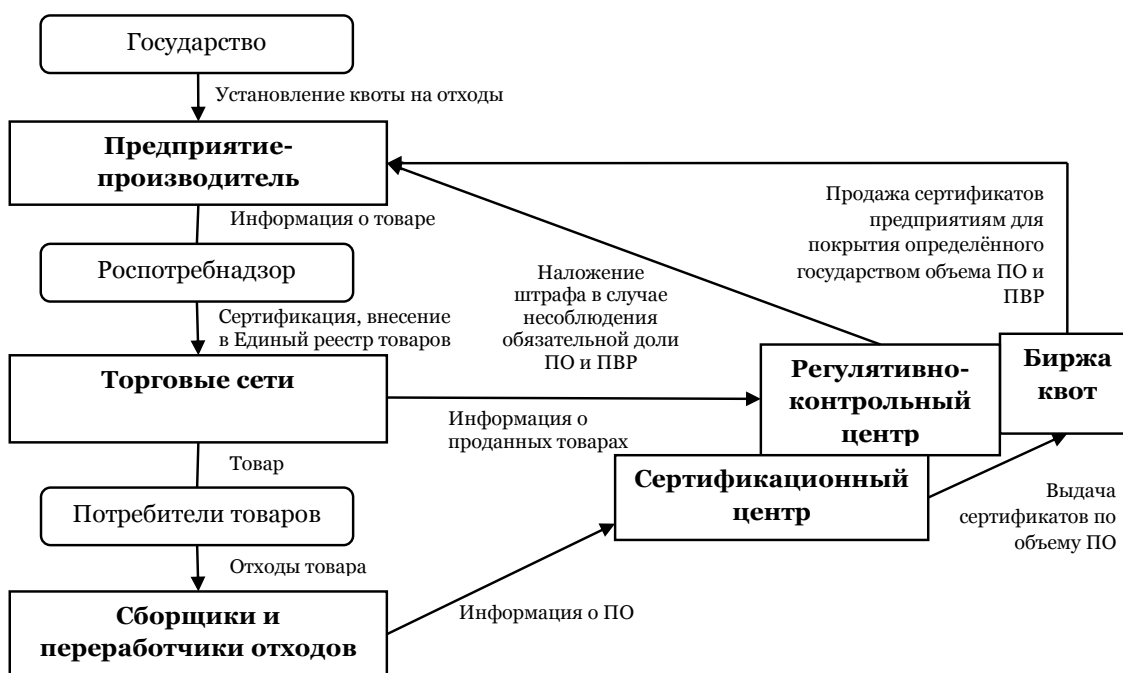 Государство
Установление квоты на отходы
Предприятие-
производитель
Информация о товаре
Продажа сертификатов
предприятиям для
покрытия определённого
государством объема ПО и
ПВР
Роспотребнадзор
Наложение
штрафа в случае
несоблюдения
обязательной доли
ПО и ПВР
Сертификация, внесение
в Единый реестр товаров
Торговые сети
Регулятивно-
контрольный
центр
Биржа
квот
Информация о
проданных товарах
Товар
Сертификационный
центр
Выдача
сертификатов по
объему ПО
Потребители товаров
Отходы товара
Информация о ПО
Сборщики и
переработчики отходов